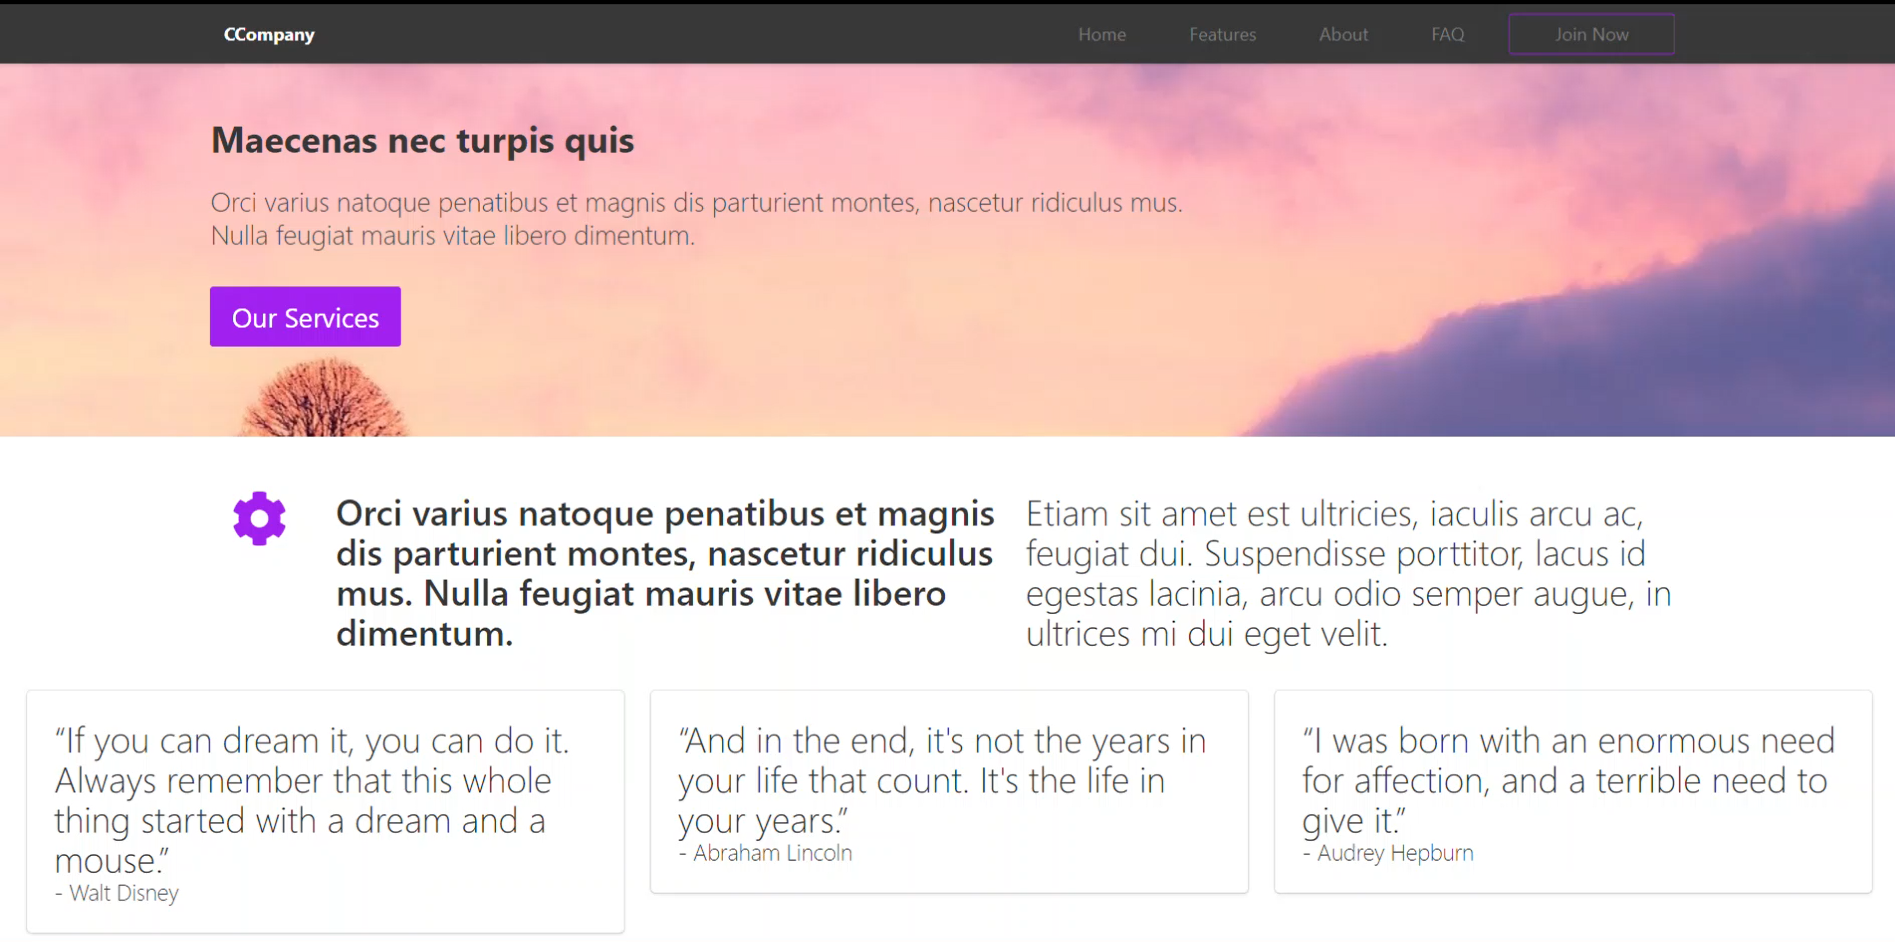 CCompany
Home
Features
About
FAQ
Join Now
Maecenas nec turpis quis
Orci varius natoque penatibus et magnis dis parturient montes, nascetur ridiculus mus.
Nulla feugiat mauris vitae libero dimentum.
Our Services
Orci varius natoque penatibus et magnis
dis parturient montes, nascetur ridiculus
mus. Nulla feugiat mauris vitae libero
dimentum.
Etiam sit amet est ultricies, iaculis arcu ac,
feugiat dui. Suspendisse porttitor, lacus id
egestas lacinia, arcu odio semper augue, in
ultrices mi dui eget velit.
“If you can dream it, you can do it.
Always remember that this whole
thing started with a dream and a
mouse.”
- Walt Disney
“And in the end, it's not the years in
your life that count. It's the life in
your years.”
- Abraham Lincoln
“I was born with an enormous need
for affection, and a terrible need to
give it.”
- Audrey Hepburn